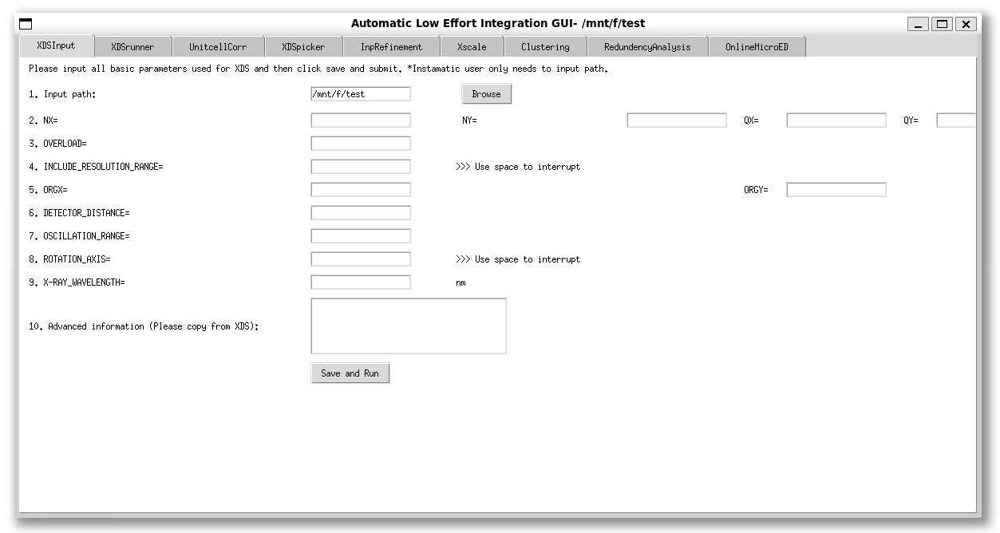 Automatic Low Effort Integration GUI- /mnt/f/test
XDSInput XDSrunner UnitcellCorr XDSpicker InpRefinement Xscale Clustering RedundencyAnalysis OnlineMicroED
Please input all basic parameters used for XDS and then click save and submit. *Instamatic user only needs to input path.
1. Input path: /mnt/f/test Browse
2. NX= NY= QX= QY=
3. OVERLOAD=
4. INCLUDE_RESOLUTION_RANGE= >>> Use space to interrupt
5. ORGX= ORGY=
6. DETECTOR_DISTANCE=
7. OSCILLATION_RANGE=
8. ROTATION_AXIS= >>> Use space to interrupt
9. X-RAY_WAVELENGTH= nm
10. Advanced information (Please copy from XDS):
Save and Run